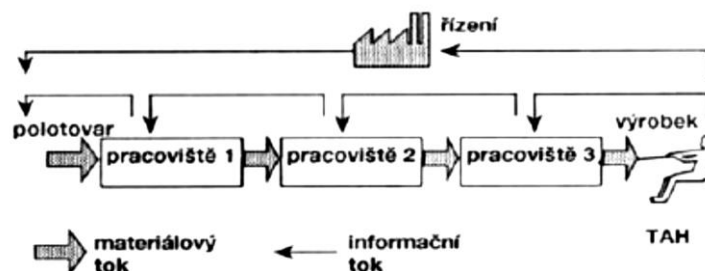 řízení
polotovar
výrobek
pracoviště 1
pracoviště 2
pracoviště 3
TAH
materiálový
tok
informační
tok